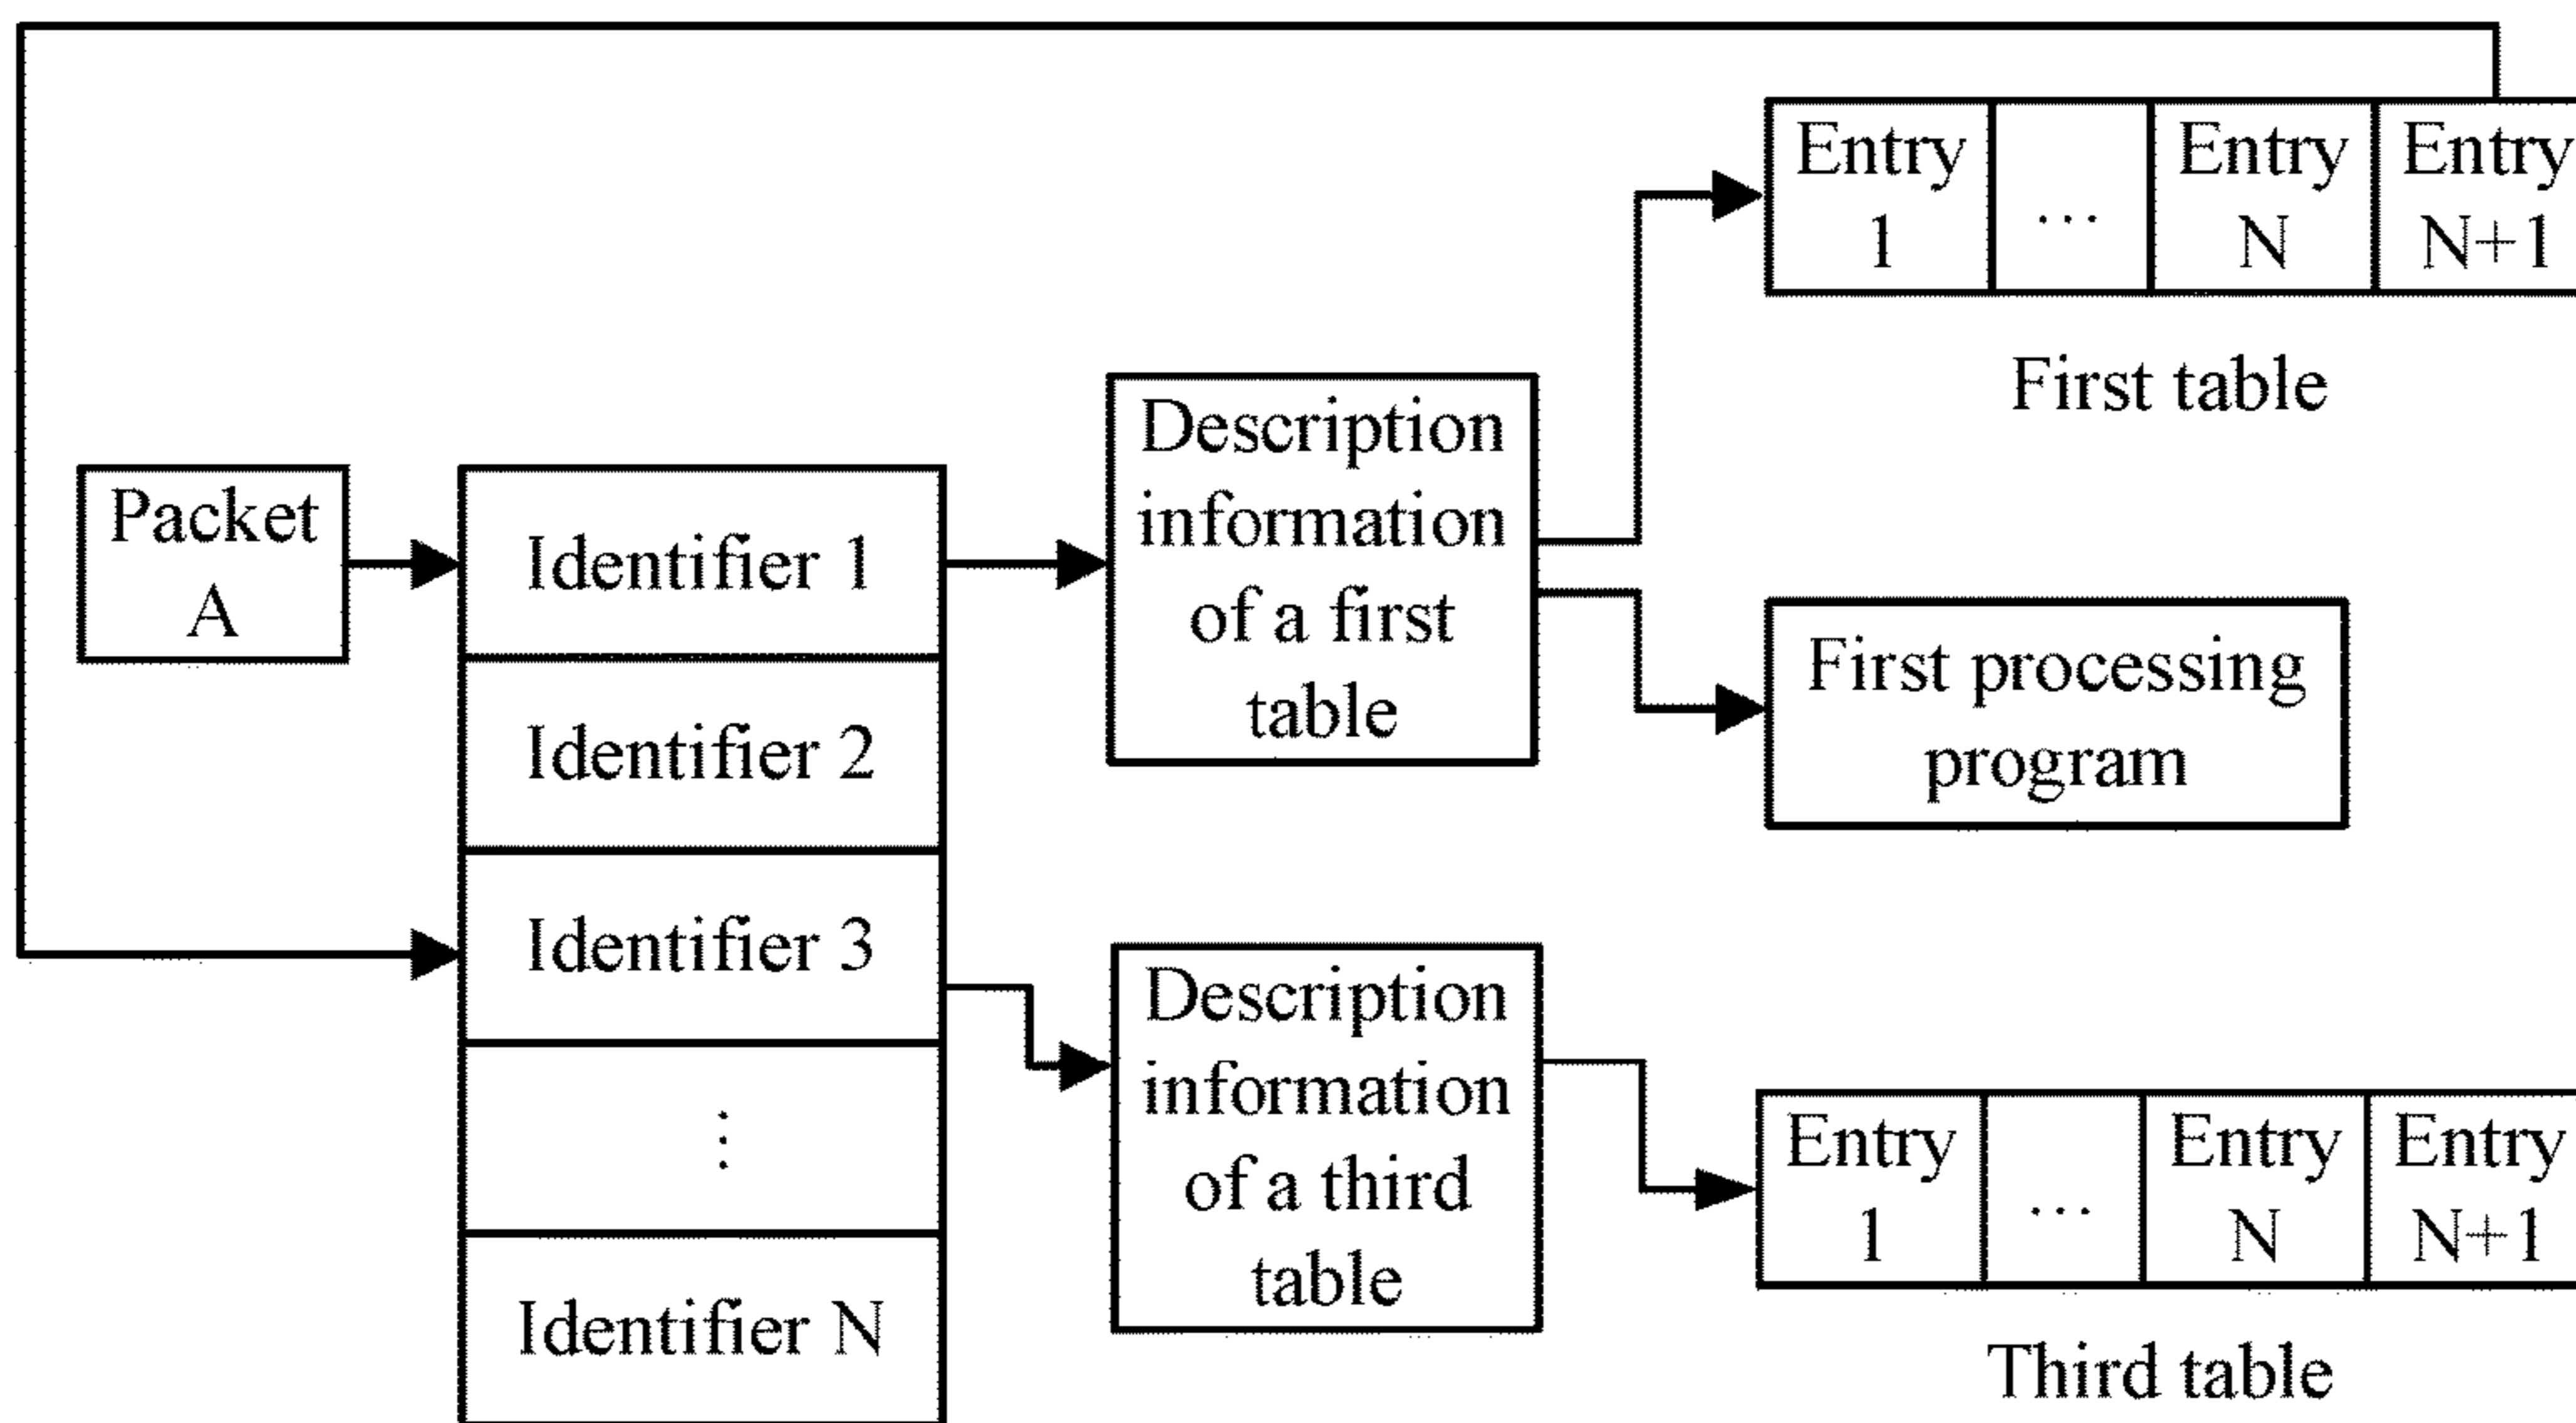 Packet
A
Identifier 1
Identifier 2
Identifier 3
⋮
Identifier N
Description
information
of a first
table
Description
information
of a third
table
Entry
1
...
Entry
N
Entry
N+1
First table
First processing
program
Entry
1
...
Entry
N
Entry
N+1
Third table